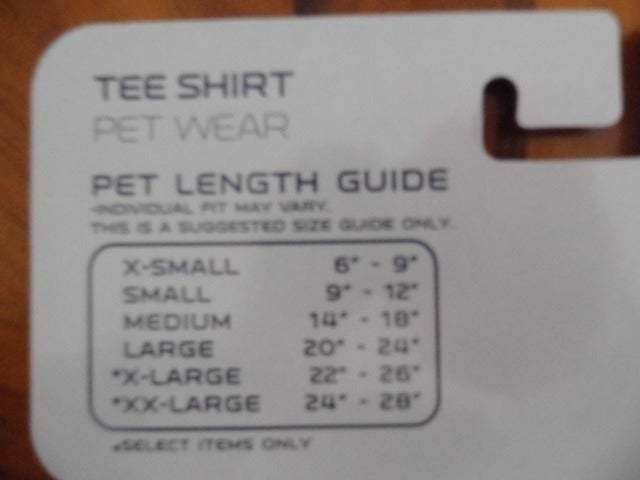 TEE SHIRT
PET WEAR
PET LENGTH GUIDE
-INDIVIDUAL FIT MAY VARY.
THIS IS A SUGGESTED SIZE GUIDE ONLY.
X-SMALL 6" - 9"
SMALL 9" - 12"
MEDIUM 14" - 18"
LARGE 20" - 24"
*X-LARGE 22" - 26"
*XX-LARGE 24" - 28"
*SELECT ITEMS ONLY